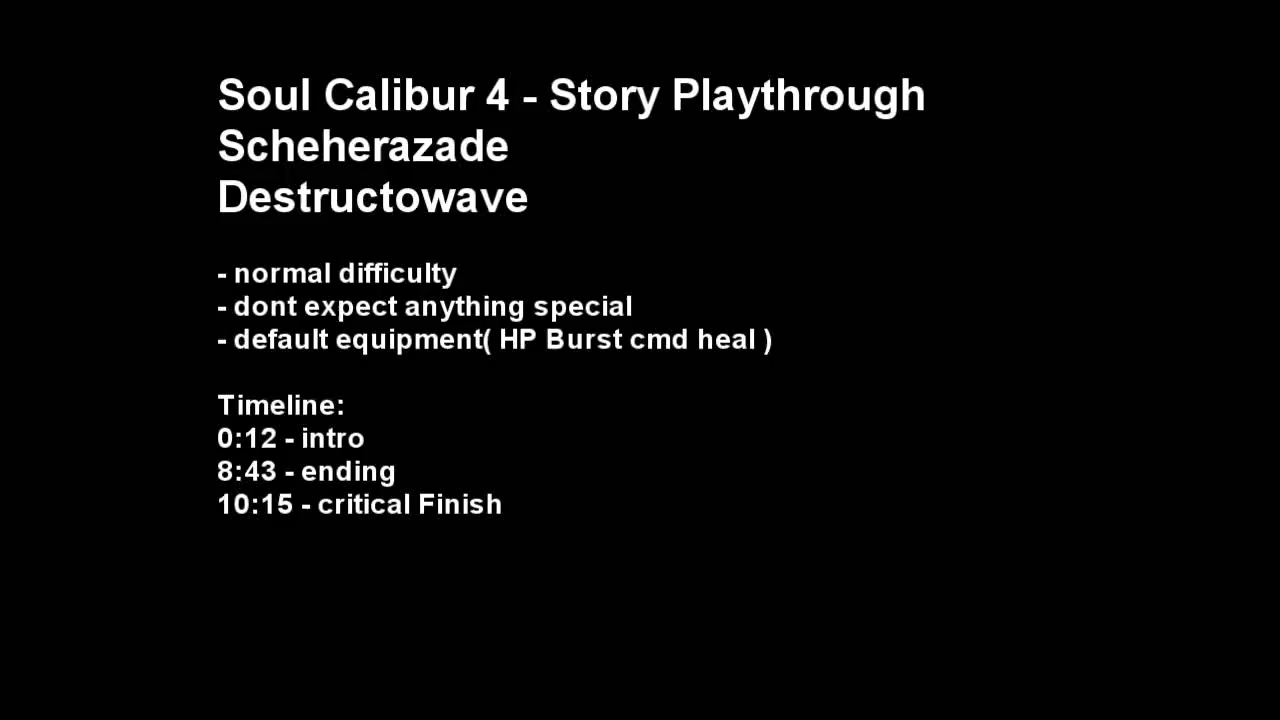 Soul Calibur 4 - Story Playthrough
Scheherazade
Destructowave
- normal difficulty
- dont expect anything special
- default equipment( HP Burst cmd heal )
Timeline:
0:12 - intro
8:43 - ending
10:15 - critical Finish